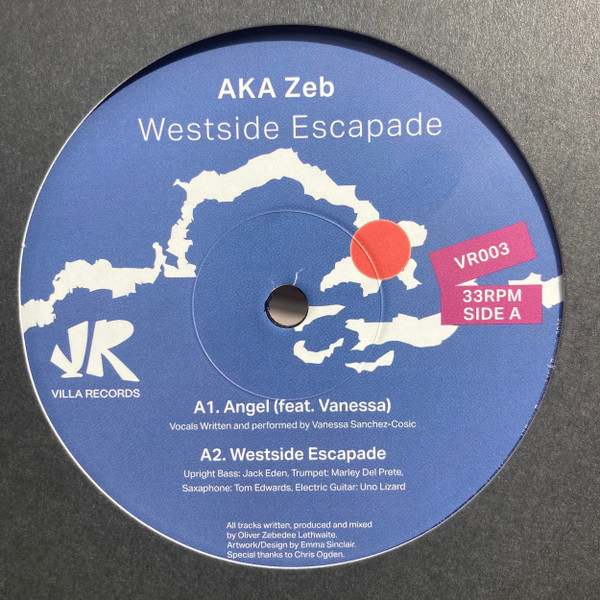 AKA Zeb
Westside Escapade
VR003
33RPM
SIDE A
VR
VILLA RECORDS
A1. Angel (feat. Vanessa)
Vocals Written and performed by Vanessa Sanchez-Cosic
A2. Westside Escapade
Upright Bass: Jack Eden, Trumpet: Marley Del Prete,
Saxaphone: Tom Edwards, Electric Guitar: Uno Lizard
All tracks written, produced and mixed
by Oliver Zebedee Lethwaite.
Artwork/Design by Emma Sinclair.
Special thanks to Chris Ogden.